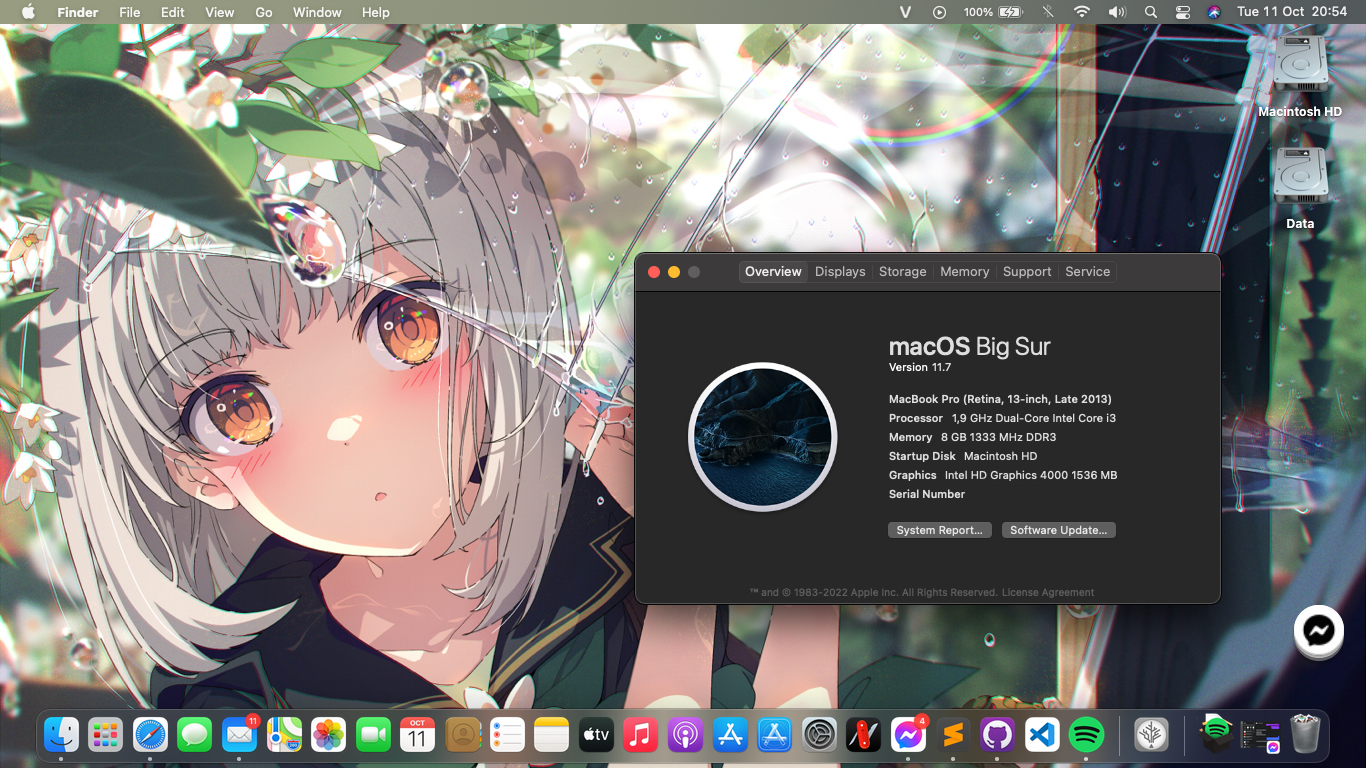 Finder File Edit View Go Window Help V 100% Tue 11 Oct 20:54
Macintosh HD
Data
Overview Displays Storage Memory Support Service
macOS Big Sur
Version 11.7
MacBook Pro (Retina, 13-inch, Late 2013)
Processor 1,9 GHz Dual-Core Intel Core i3
Memory 8 GB 1333 MHz DDR3
Startup Disk Macintosh HD
Graphics Intel HD Graphics 4000 1536 MB
Serial Number
System Report... Software Update...
™ and © 1983-2022 Apple Inc. All Rights Reserved. License Agreement
11 OCT 11 tv 4